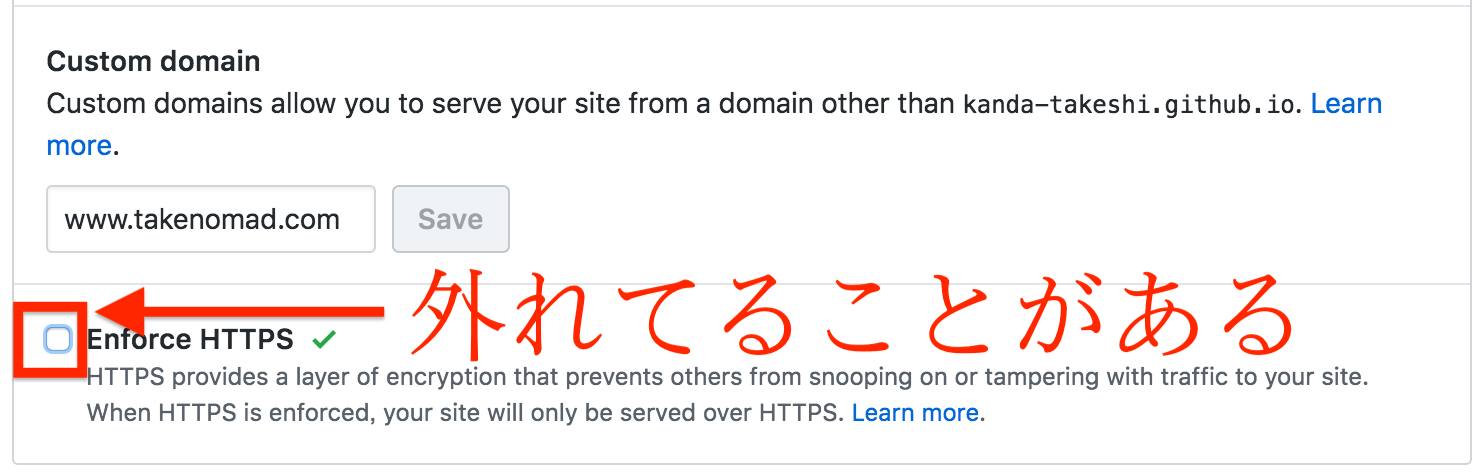 Custom domain
Custom domains allow you to serve your site from a domain other than kanda-takeshi.github.io. Learn
more.
www.takenomad.com Save
外れてることがある
Enforce HTTPS ✓
HTTPS provides a layer of encryption that prevents others from snooping on or tampering with traffic to your site.
When HTTPS is enforced, your site will only be served over HTTPS. Learn more.